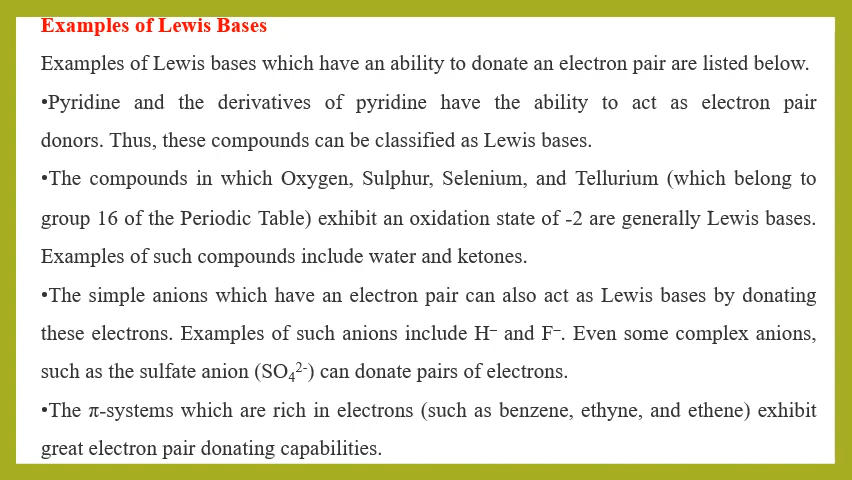 Examples of Lewis Bases
Examples of Lewis bases which have an ability to donate an electron pair are listed below.
•Pyridine and the derivatives of pyridine have the ability to act as electron pair
donors. Thus, these compounds can be classified as Lewis bases.
•The compounds in which Oxygen, Sulphur, Selenium, and Tellurium (which belong to
group 16 of the Periodic Table) exhibit an oxidation state of -2 are generally Lewis bases.
Examples of such compounds include water and ketones.
•The simple anions which have an electron pair can also act as Lewis bases by donating
these electrons. Examples of such anions include H⁻ and F⁻. Even some complex anions,
such as the sulfate anion (SO₄²⁻) can donate pairs of electrons.
•The π-systems which are rich in electrons (such as benzene, ethyne, and ethene) exhibit
great electron pair donating capabilities.